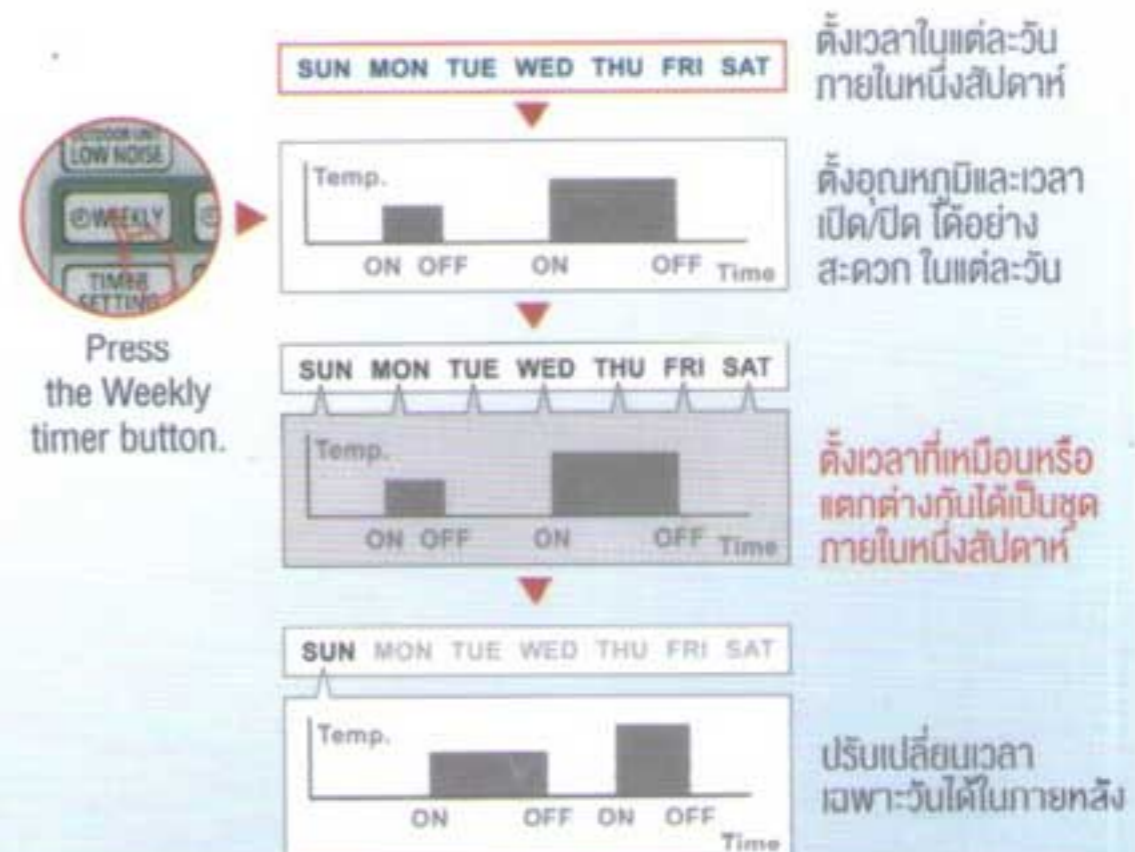 SUN MON TUE WED THU FRI SAT
ตั้งเวลาในแต่ละวัน
ภายในหนึ่งสัปดาห์
OUTDOOR UNIT
LOW NOISE
WEEKLY
TIMER
SETTING
Press
the Weekly
timer button.
Temp.
ON OFF ON OFF Time
ตั้งอุณหภูมิและเวลา
เปิด/ปิด ได้อย่าง
สะดวก ในแต่ละวัน
SUN MON TUE WED THU FRI SAT
Temp.
ON OFF ON OFF Time
ตั้งเวลาที่เหมือนหรือ
แตกต่างกันได้เป็นชุด
ภายในหนึ่งสัปดาห์
SUN MON TUE WED THU FRI SAT
Temp.
ON OFF ON OFF
Time
ปรับเปลี่ยนเวลา
เฉพาะวันได้ในภายหลัง